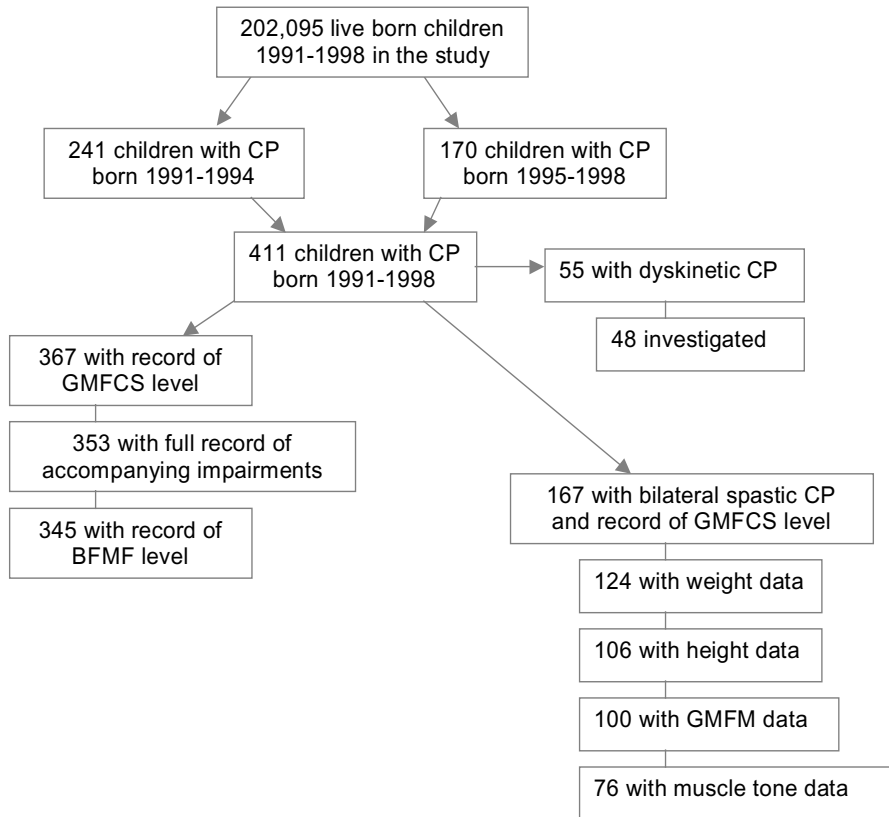 202,095 live born children
1991-1998 in the study
241 children with CP
born 1991-1994
170 children with CP
born 1995-1998
411 children with CP
born 1991-1998
55 with dyskinetic CP
48 investigated
367 with record of
GMFCS level
353 with full record of
accompanying impairments
345 with record of
BFMF level
167 with bilateral spastic CP
and record of GMFCS level
124 with weight data
106 with height data
100 with GMFM data
76 with muscle tone data